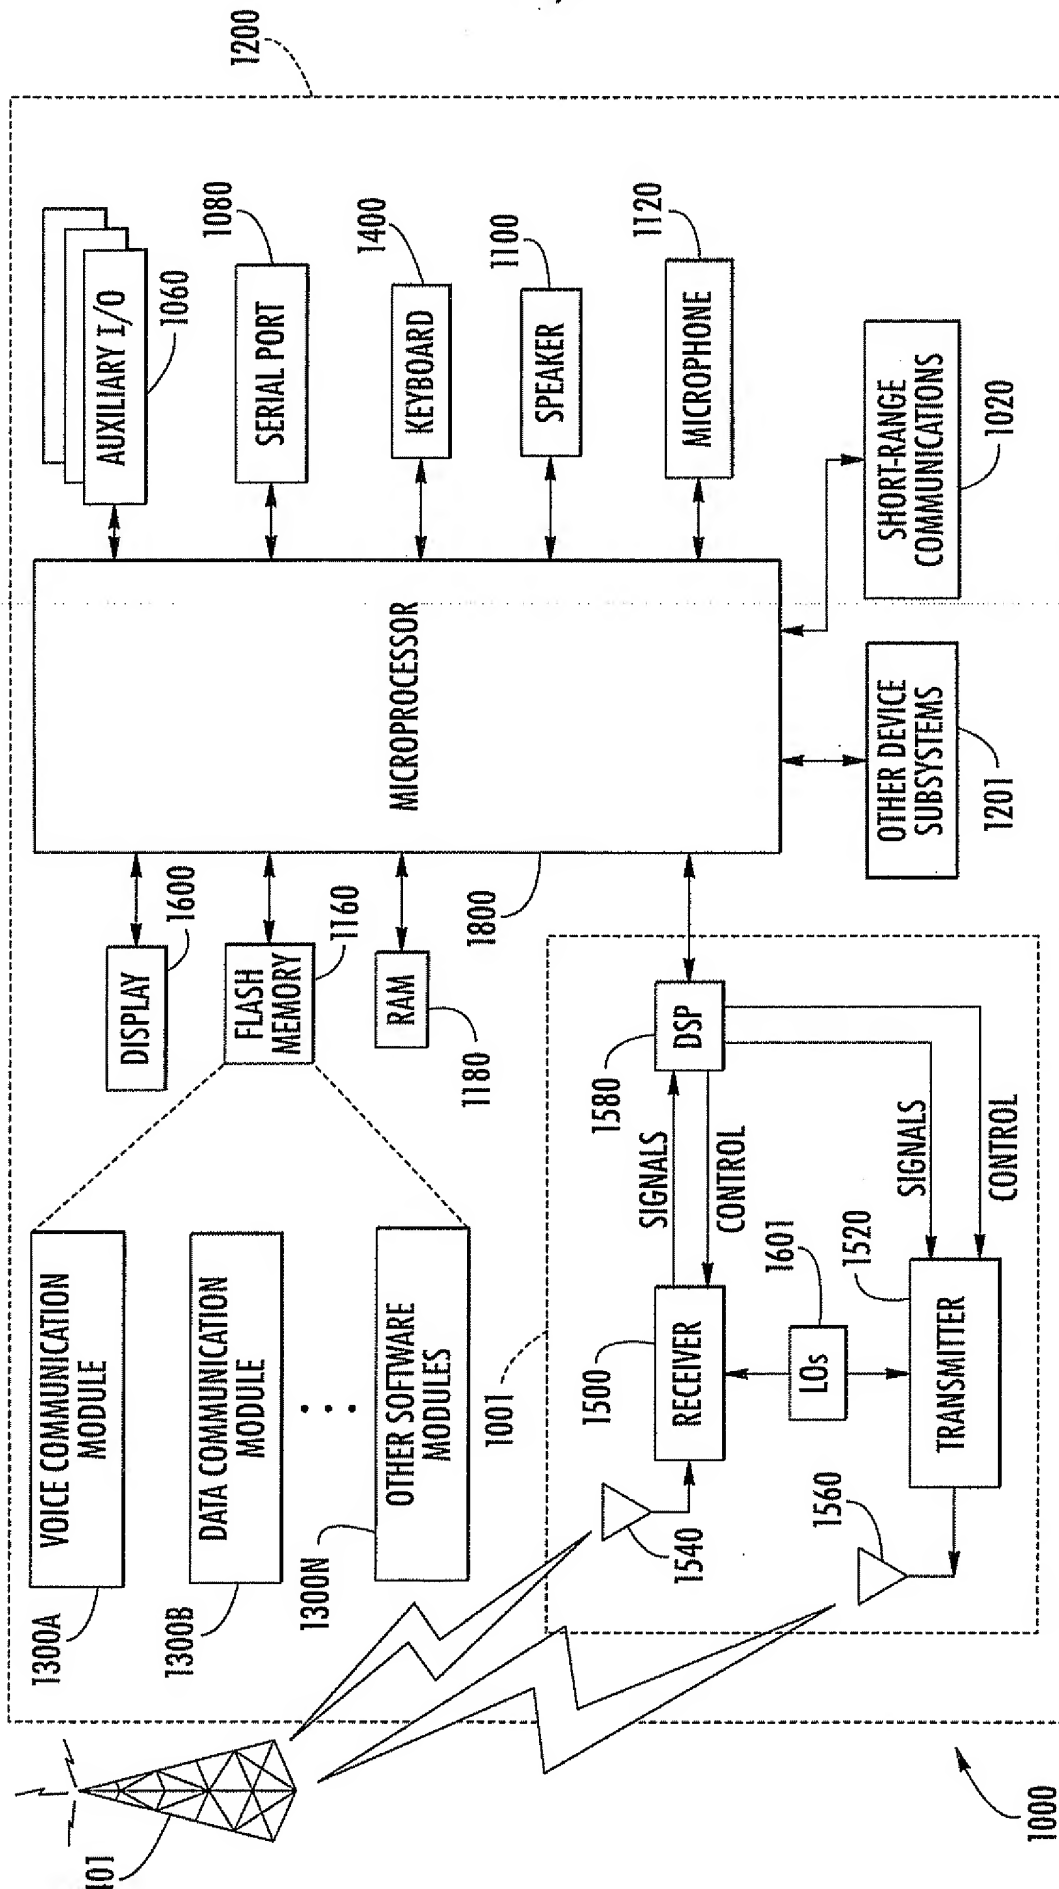 1200
AUXILIARY I/O
1060
SERIAL PORT
1080
KEYBOARD
1400
SPEAKER
1100
MICROPHONE
1120
SHORT-RANGE
COMMUNICATIONS
1020
MICROPROCESSOR
1800
OTHER DEVICE
SUBSYSTEMS
1201
DISPLAY
1600
FLASH
MEMORY
1160
RAM
1180
VOICE COMMUNICATION
MODULE
1300A
DATA COMMUNICATION
MODULE
1300B
OTHER SOFTWARE
MODULES
1300N
1001
DSP
1580
SIGNALS
CONTROL
RECEIVER
1500
LOs
1601
SIGNALS
CONTROL
TRANSMITTER
1520
1540
1560
101
1000